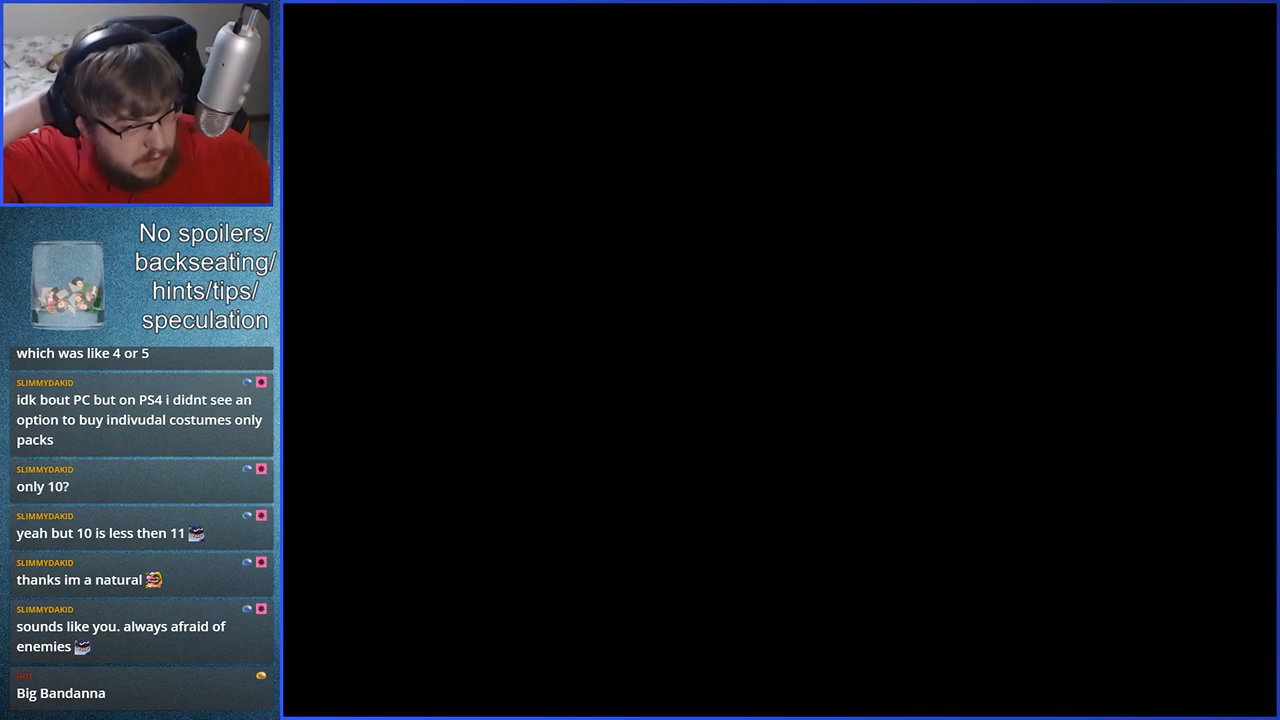 No spoilers/
backseating/
hints/tips/
speculation
which was like 4 or 5
SLIMMYDAKID
idk bout PC but on PS4 i didnt see an
option to buy indivudal costumes only
packs
SLIMMYDAKID
only 10?
SLIMMYDAKID
yeah but 10 is less then 11
SLIMMYDAKID
thanks im a natural
SLIMMYDAKID
sounds like you. always afraid of
enemies
Big Bandanna